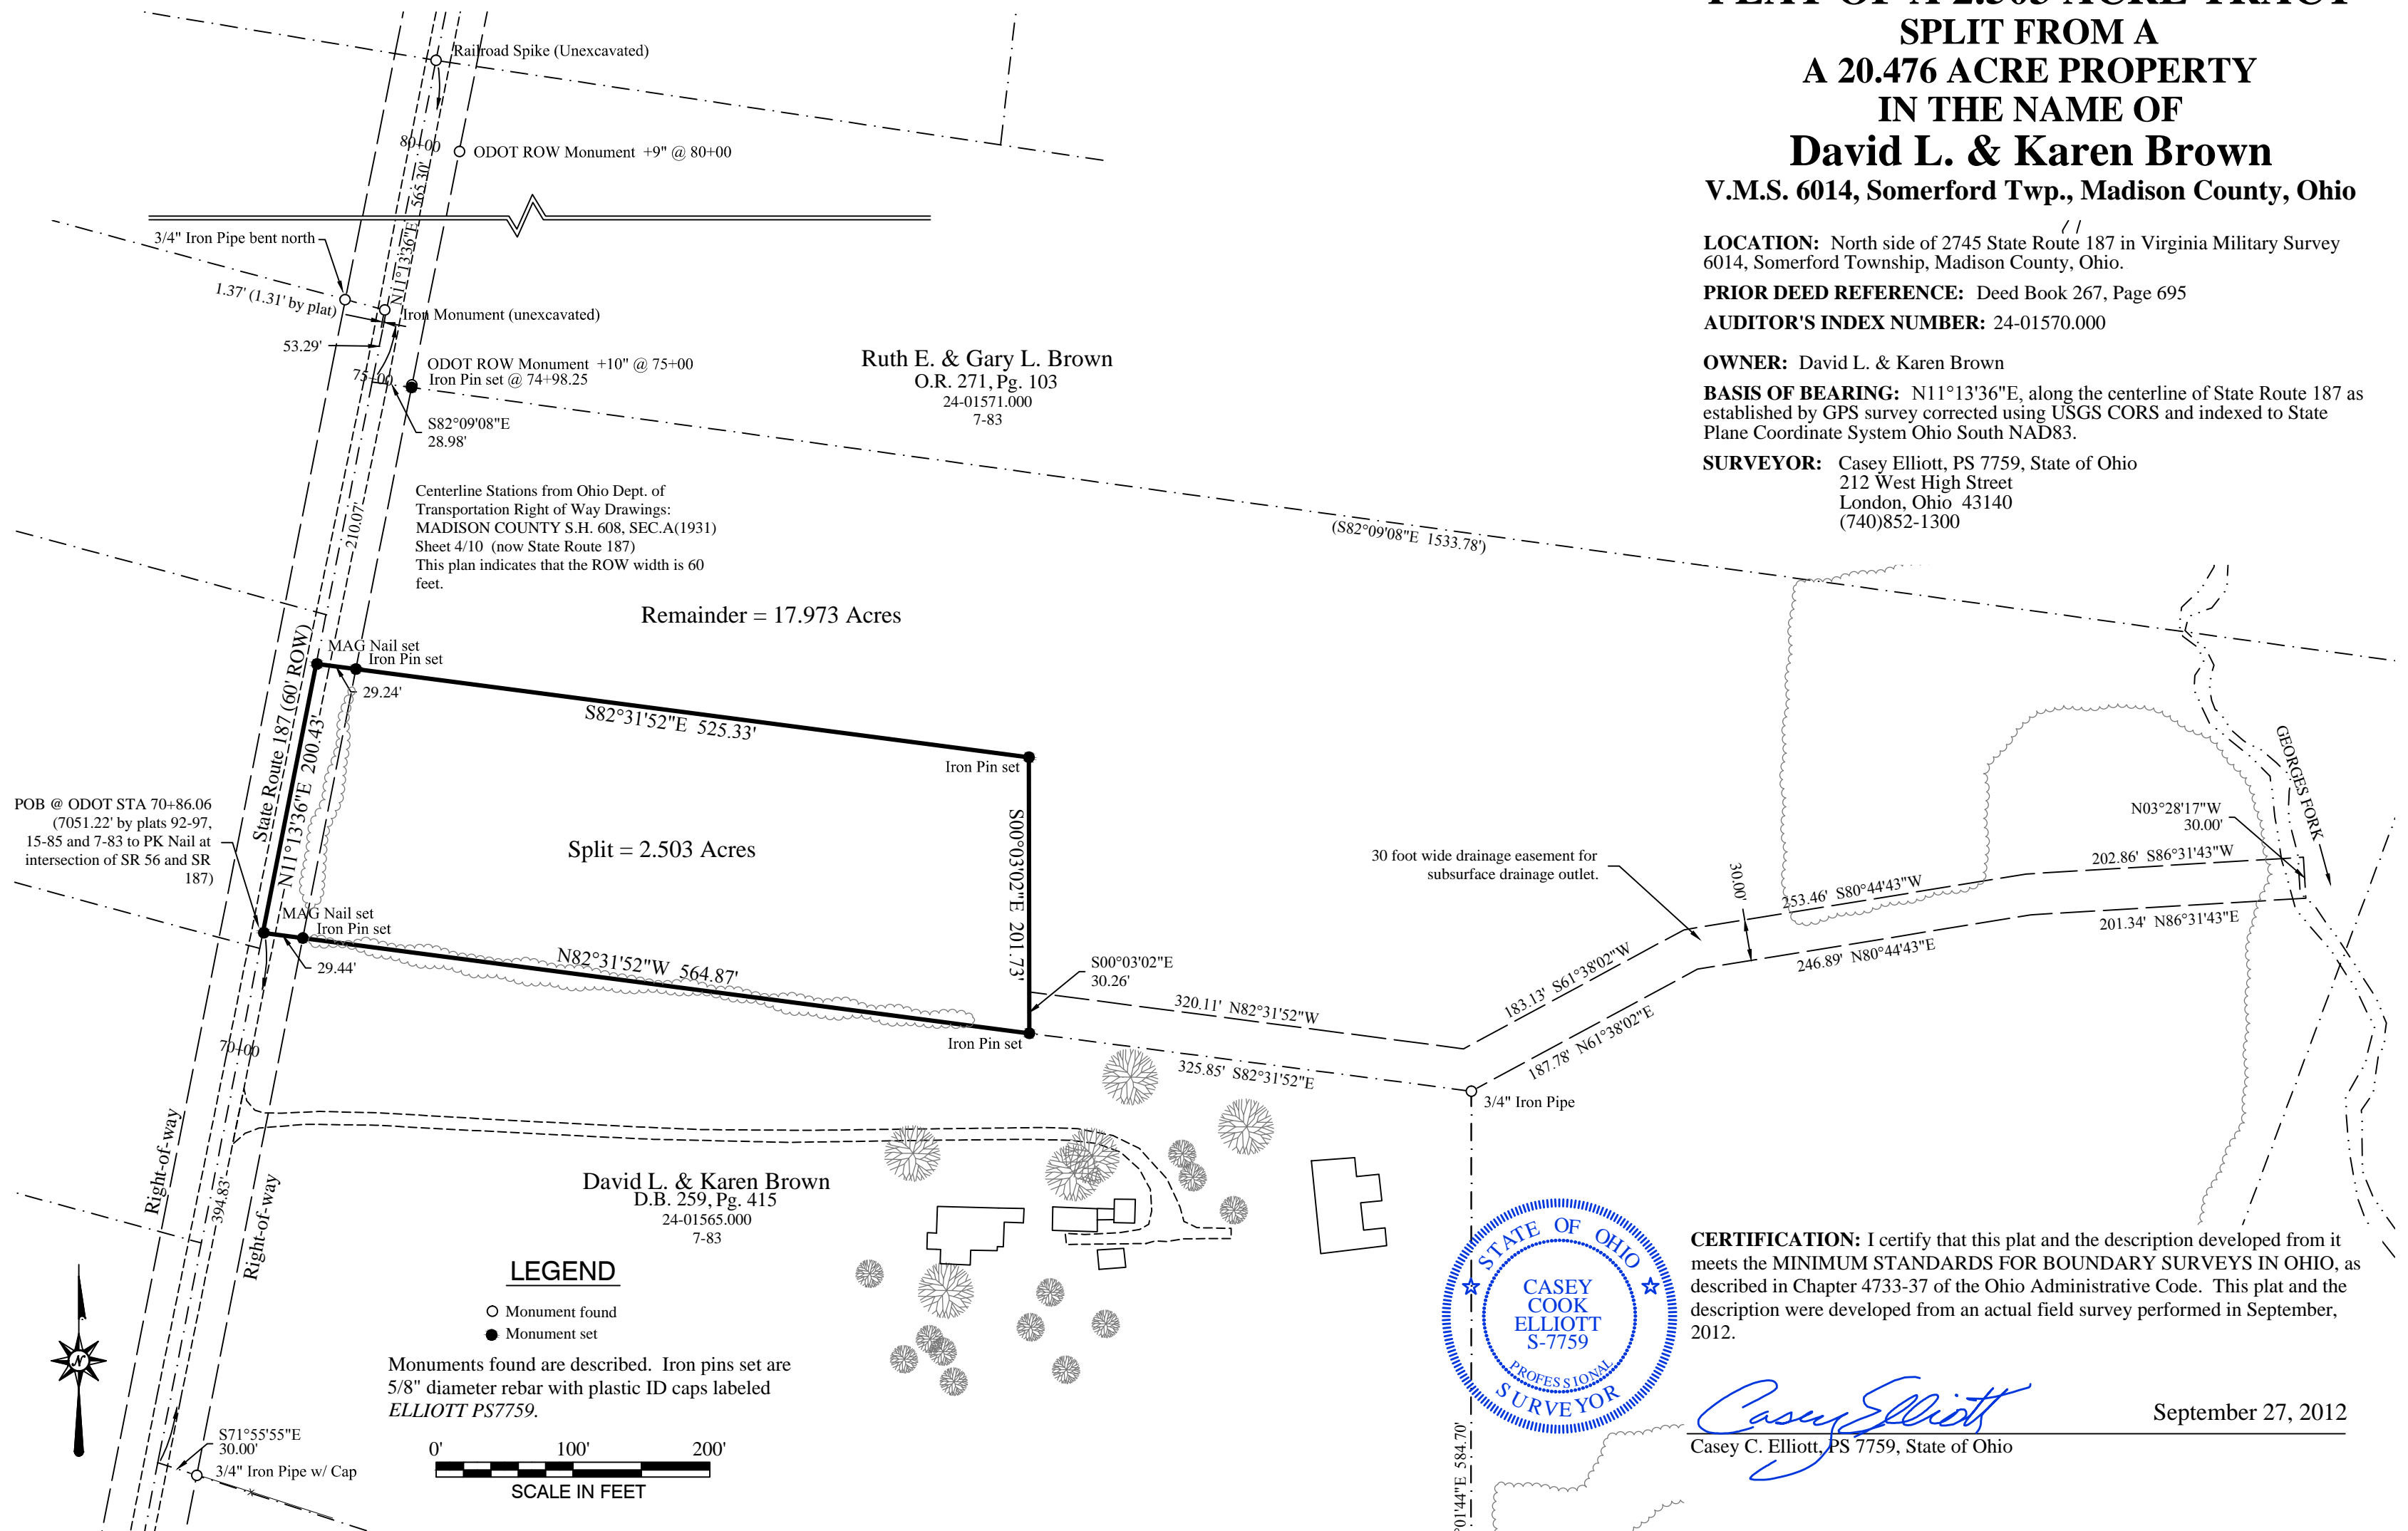 PLAT OF A 2.503 ACRE TRACT
SPLIT FROM A
A 20.476 ACRE PROPERTY
IN THE NAME OF
David L. & Karen Brown
V.M.S. 6014, Somerford Twp., Madison County, Ohio
LOCATION: North side of 2745 State Route 187 in Virginia Military Survey
6014, Somerford Township, Madison County, Ohio.
PRIOR DEED REFERENCE: Deed Book 267, Page 695
AUDITOR'S INDEX NUMBER: 24-01570.000
OWNER: David L. & Karen Brown
BASIS OF BEARING: N11°13'36"E, along the centerline of State Route 187 as
established by GPS survey corrected using USGS CORS and indexed to State
Plane Coordinate System Ohio South NAD83.
SURVEYOR: Casey Elliott, PS 7759, State of Ohio
212 West High Street
London, Ohio 43140
(740)852-1300
Railroad Spike (Unexcavated)
80+00
ODOT ROW Monument +9" @ 80+00
N11°13'36"E 565.30'
3/4" Iron Pipe bent north
1.37' (1.31' by plat)
Iron Monument (unexcavated)
53.29'
ODOT ROW Monument +10" @ 75+00
75+00
Iron Pin set @ 74+98.25
S82°09'08"E
28.98'
Ruth E. & Gary L. Brown
O.R. 271, Pg. 103
24-01571.000
7-83
Centerline Stations from Ohio Dept. of
Transportation Right of Way Drawings:
MADISON COUNTY S.H. 608, SEC.A(1931)
Sheet 4/10 (now State Route 187)
This plan indicates that the ROW width is 60
feet.
210.07'
(S82°09'08"E 1533.78')
Remainder = 17.973 Acres
MAG Nail set
Iron Pin set
29.24'
S82°31'52"E 525.33'
Iron Pin set
State Route 187 (60' ROW)
N11°13'36"E 200.43'
POB @ ODOT STA 70+86.06
(7051.22' by plats 92-97,
15-85 and 7-83 to PK Nail at
intersection of SR 56 and SR
187)
Split = 2.503 Acres
S00°03'02"E 201.73'
MAG Nail set
Iron Pin set
29.44'
N82°31'52"W 564.87'
Iron Pin set
S00°03'02"E
30.26'
30 foot wide drainage easement for
subsurface drainage outlet.
30.00'
320.11' N82°31'52"W
325.85' S82°31'52"E
183.13' S61°38'02"W
187.78' N61°38'02"E
253.46' S80°44'43"W
246.89' N80°44'43"E
202.86' S86°31'43"W
201.34' N86°31'43"E
N03°28'17"W
30.00'
GEORGES FORK
3/4" Iron Pipe
70+00
Right-of-way
394.83'
Right-of-way
David L. & Karen Brown
D.B. 259, Pg. 415
24-01565.000
7-83
LEGEND
Monument found
Monument set
Monuments found are described. Iron pins set are
5/8" diameter rebar with plastic ID caps labeled
ELLIOTT PS7759.
N
S71°55'55"E
30.00'
3/4" Iron Pipe w/ Cap
0' 100' 200'
SCALE IN FEET
°01'44"E 584.70'
STATE OF OHIO
CASEY
COOK
ELLIOTT
S-7759
PROFESSIONAL
SURVEYOR
CERTIFICATION: I certify that this plat and the description developed from it
meets the MINIMUM STANDARDS FOR BOUNDARY SURVEYS IN OHIO, as
described in Chapter 4733-37 of the Ohio Administrative Code. This plat and the
description were developed from an actual field survey performed in September,
2012.
Casey Elliott
September 27, 2012
Casey C. Elliott, PS 7759, State of Ohio